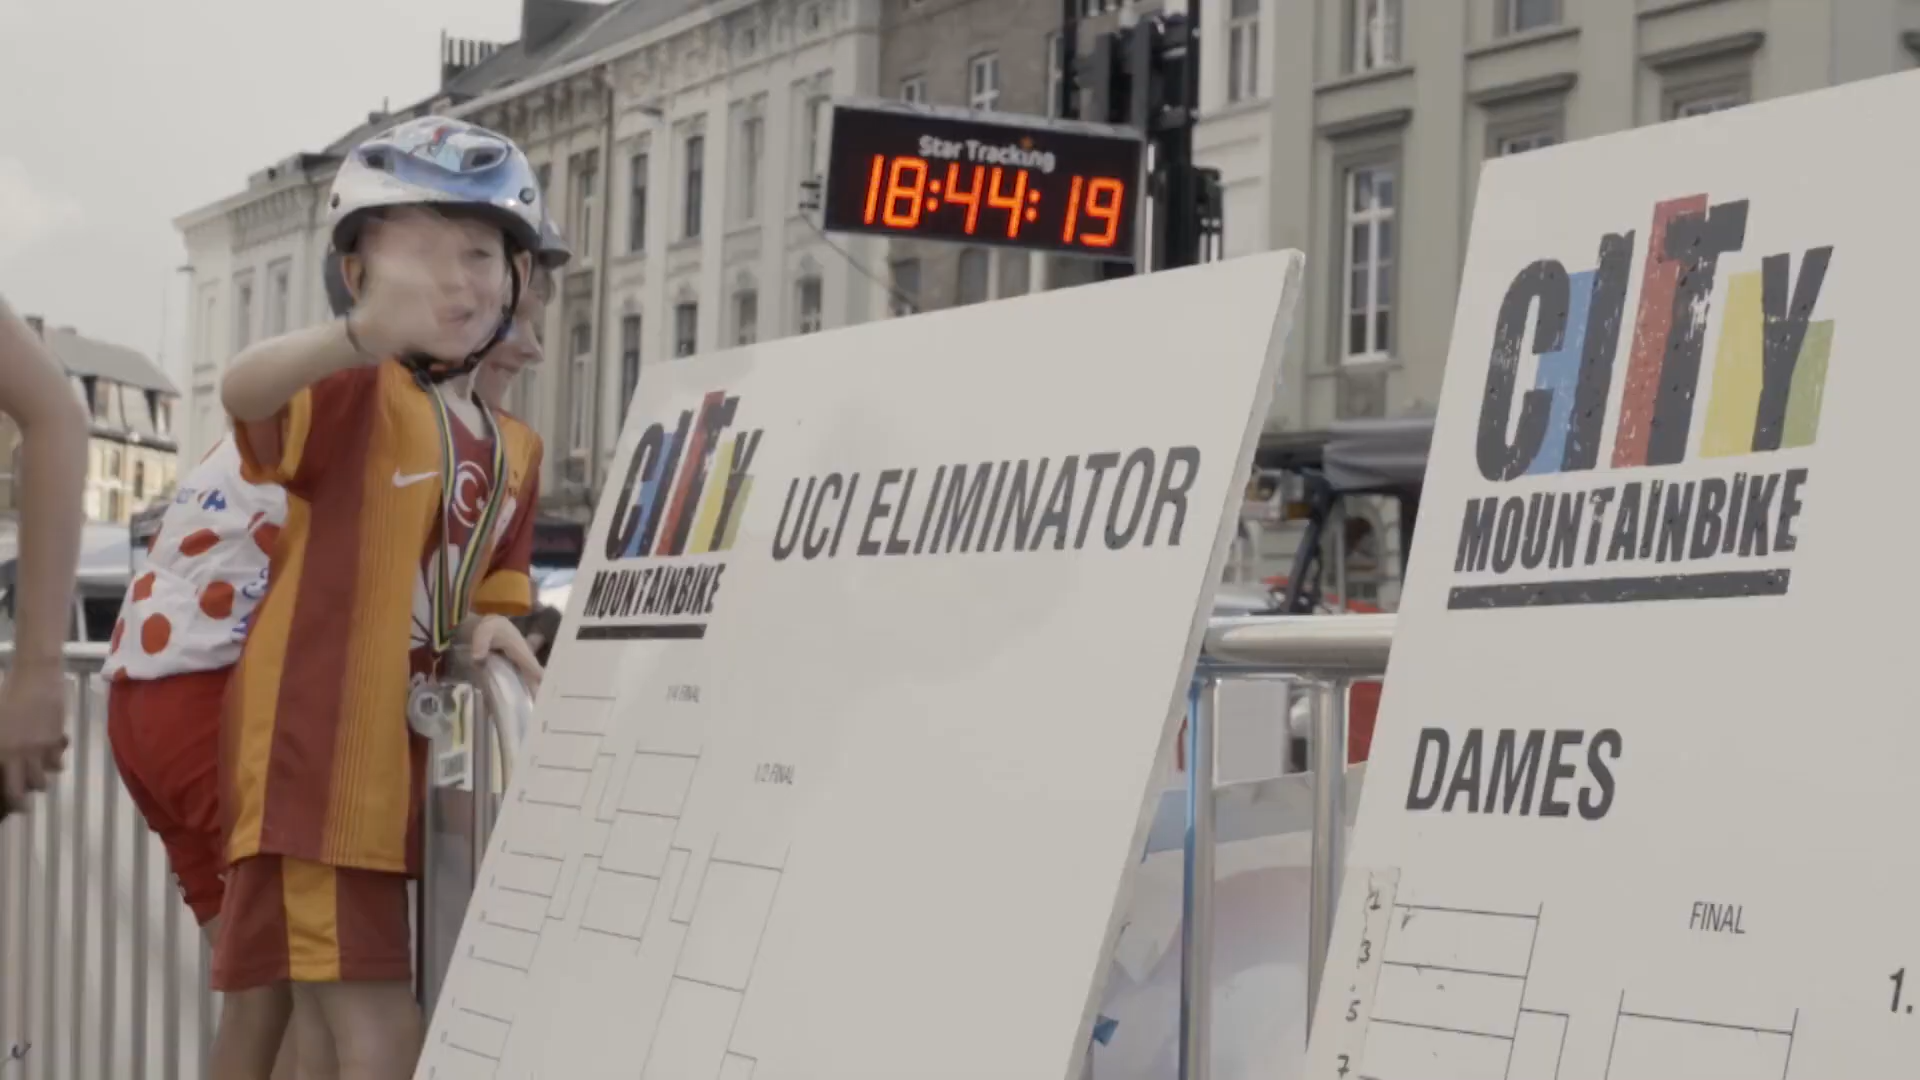 Star Tracking
18:44:19
CITY
MOUNTAINBIKE
UCI ELIMINATOR
1/4 FINAL
1/2 FINAL
CITY
MOUNTAINBIKE
DAMES
FINAL
1
3
5
7
1.